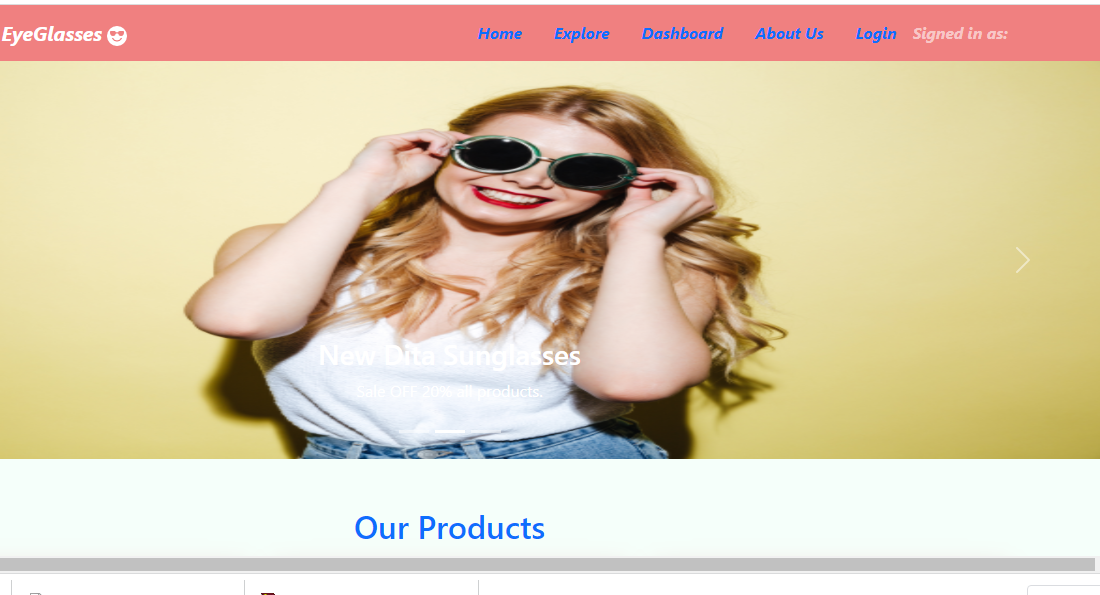 EyeGlasses
Home Explore Dashboard About Us Login Signed in as:
New Dita Sunglasses
Sale OFF 20% all products.
Our Products